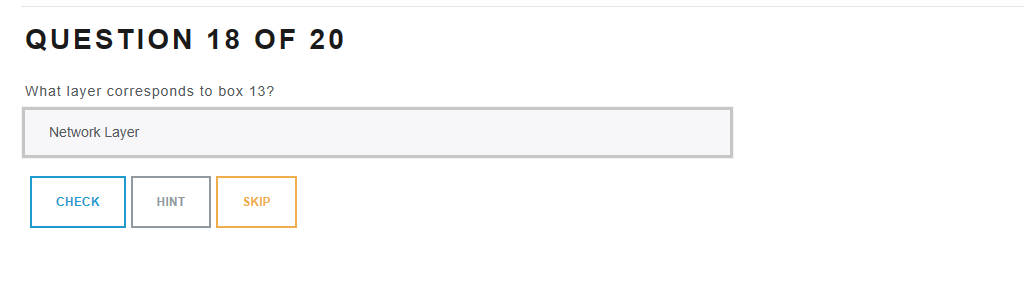 QUESTION 18 OF 20
What layer corresponds to box 13?
Network Layer
CHECK HINT SKIP